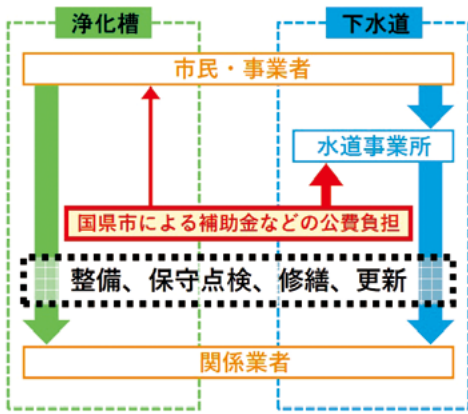 浄化槽
下水道
市民・事業者
水道事業所
国県市による補助金などの公費負担
整備、保守点検、修繕、更新
関係業者